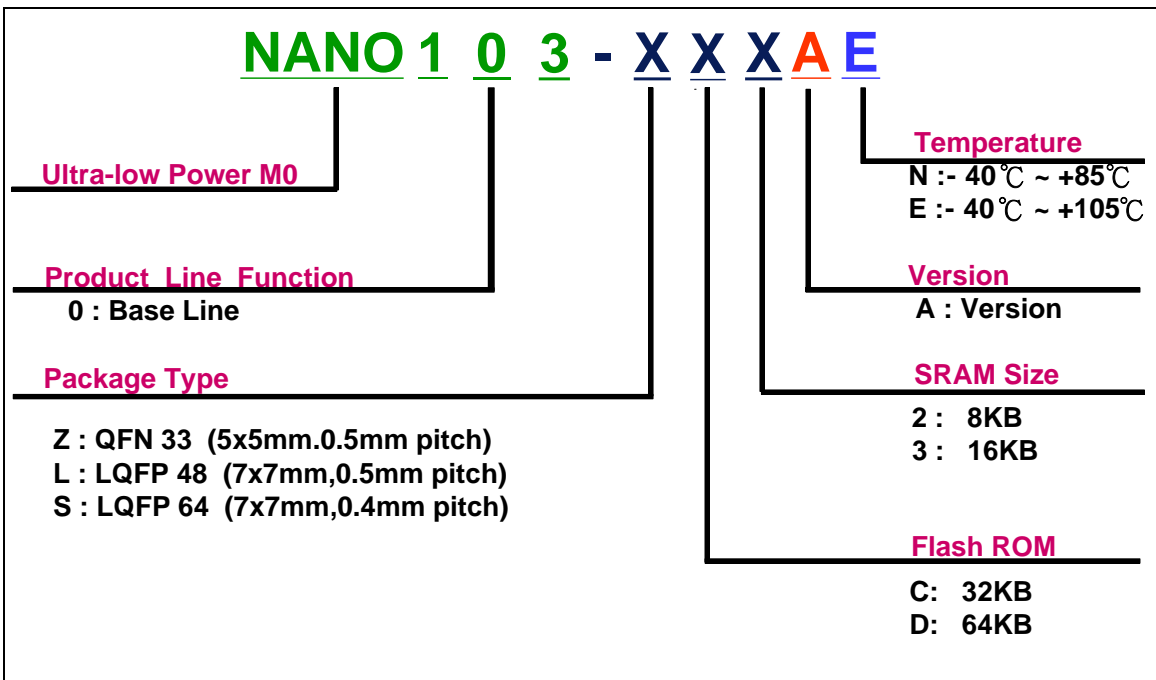 NANO 1 0 3 - X X X A E
Ultra-low Power M0
Product Line Function
0 : Base Line
Package Type
Z : QFN 33 (5x5mm.0.5mm pitch)
L : LQFP 48 (7x7mm,0.5mm pitch)
S : LQFP 64 (7x7mm,0.4mm pitch)
Temperature
N :- 40℃ ~ +85℃
E :- 40℃ ~ +105℃
Version
A : Version
SRAM Size
2 : 8KB
3 : 16KB
Flash ROM
C: 32KB
D: 64KB